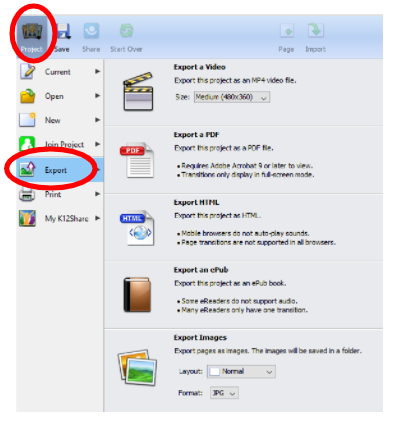 Project Save Share Start Over Page Import
Current
Open
New
Join Project
Export
Print
My K12Share
Export a Video
Export this project as an MP4 video file.
Size: Medium (480x360)
PDF
Export a PDF
Export this project as a PDF file.
• Requires Adobe Acrobat 9 or later to view.
• Transitions only display in full-screen mode.
HTML
Export HTML
Export this project as HTML.
• Mobile browsers do not auto-play sounds.
• Page transitions are not supported in all browsers.
Export an ePub
Export this project as an ePub book.
• Some eReaders do not support audio.
• Many eReaders only have one transition.
Export Images
Export pages as images. The images will be saved in a folder.
Layout: Normal
Format: JPG